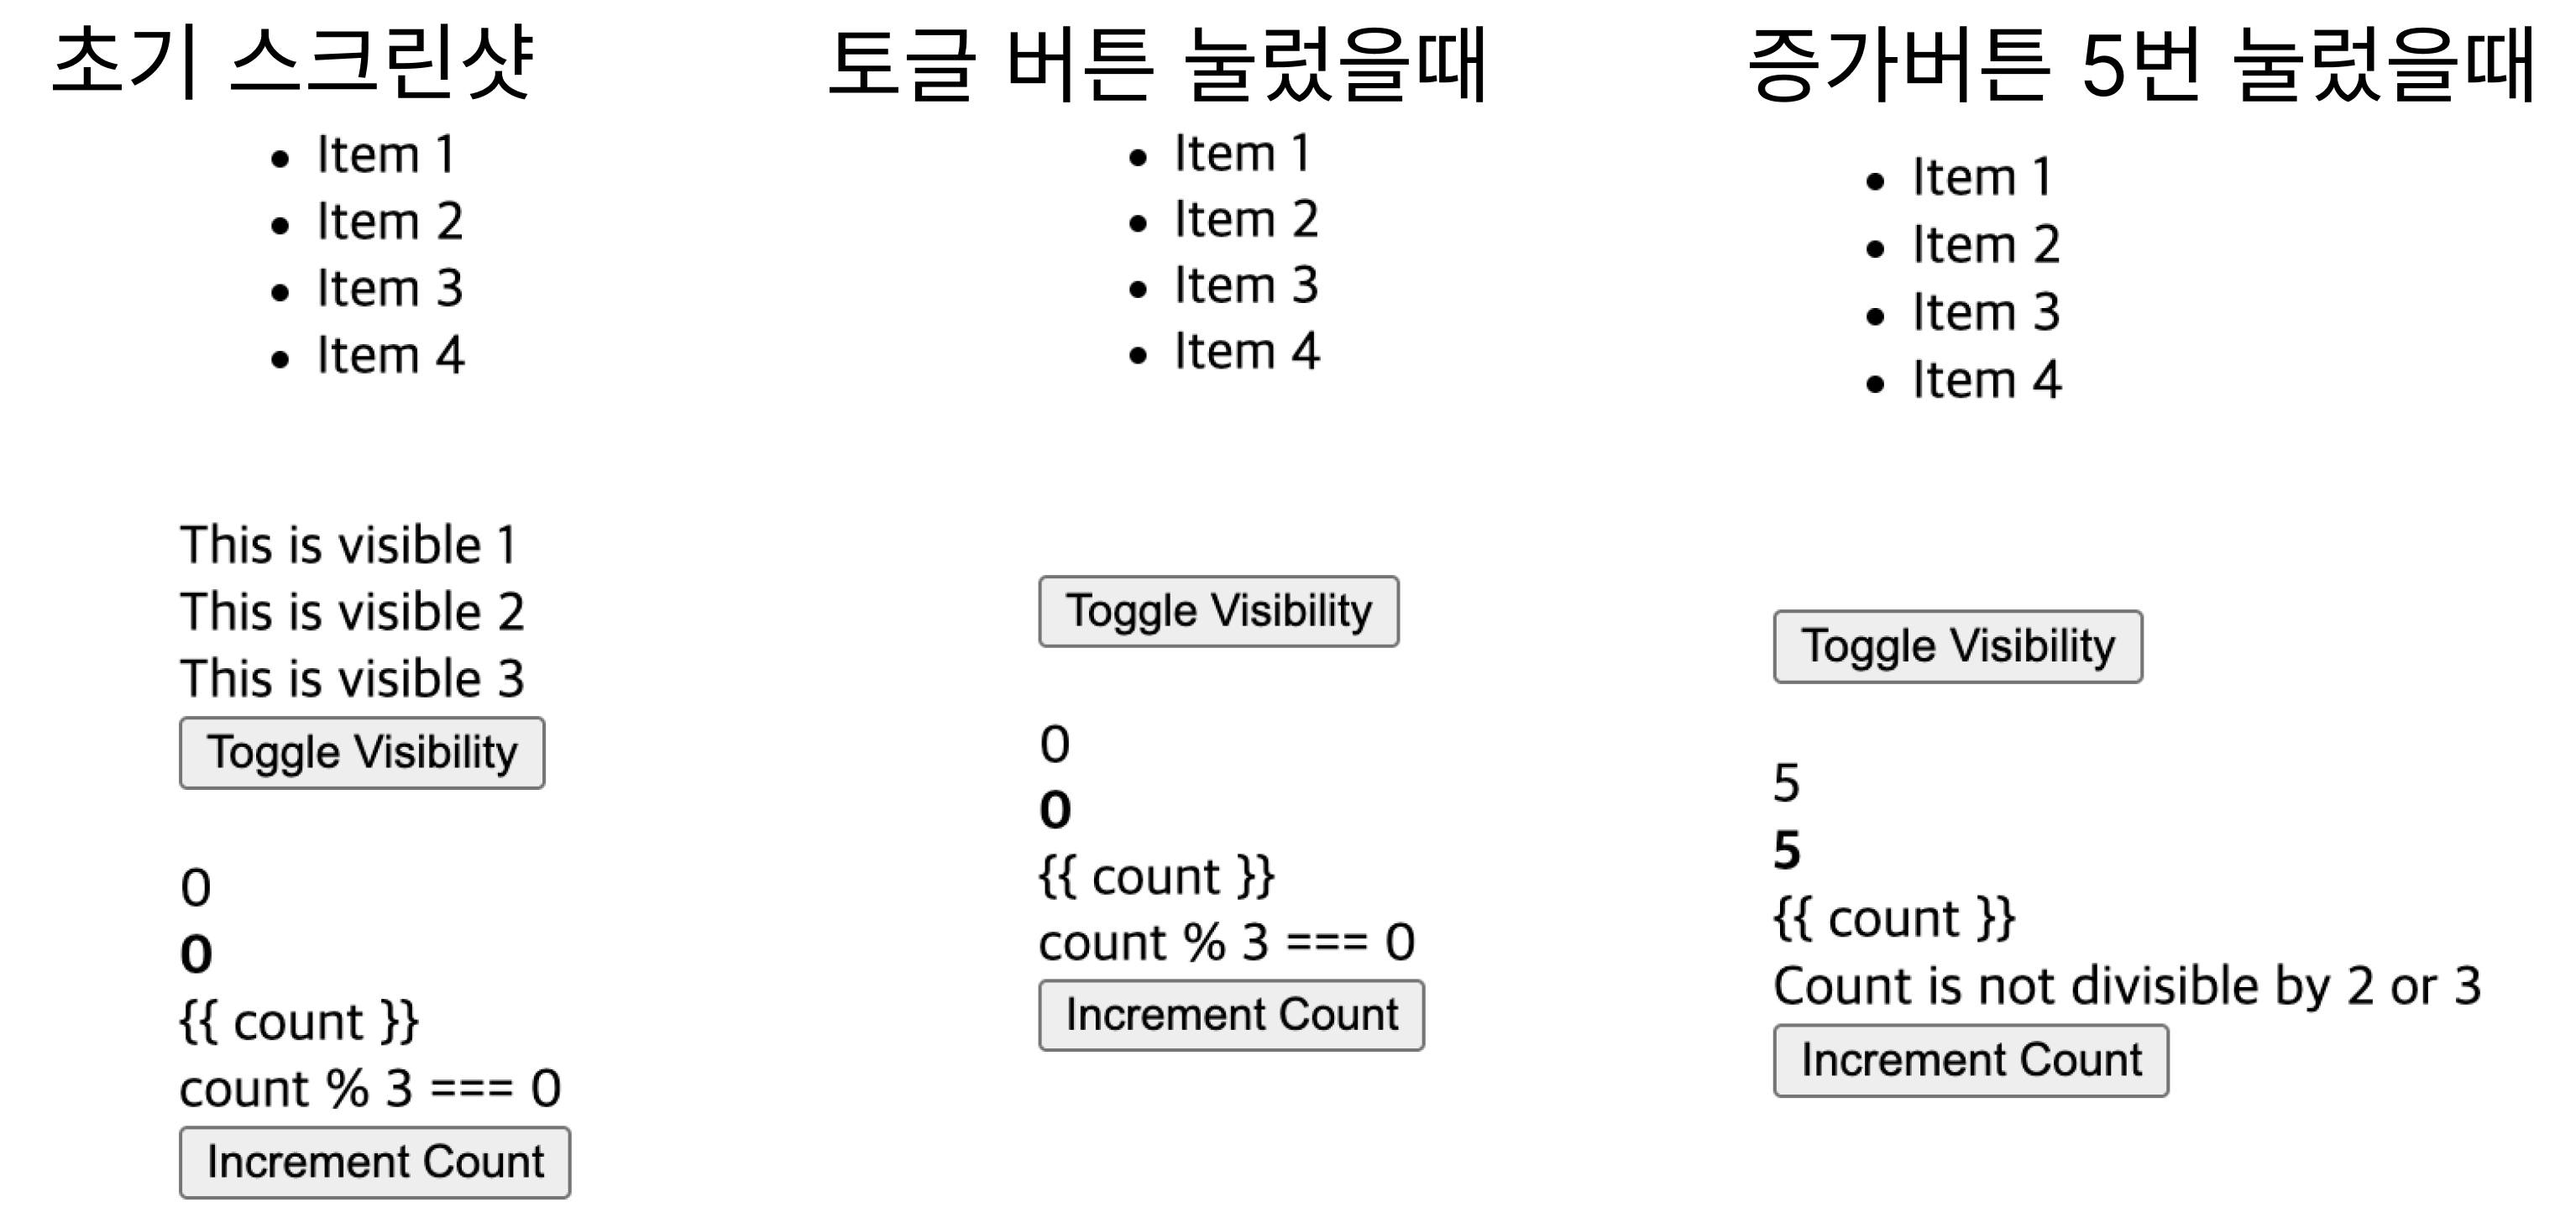 초기 스크린샷
Item 1
Item 2
Item 3
Item 4
This is visible 1
This is visible 2
This is visible 3
Toggle Visibility
0
0
{{ count }}
count % 3 === 0
Increment Count
토글 버튼 눌렀을때
Item 1
Item 2
Item 3
Item 4
Toggle Visibility
0
0
{{ count }}
count % 3 === 0
Increment Count
증가버튼 5번 눌렀을때
Item 1
Item 2
Item 3
Item 4
Toggle Visibility
5
5
{{ count }}
Count is not divisible by 2 or 3
Increment Count